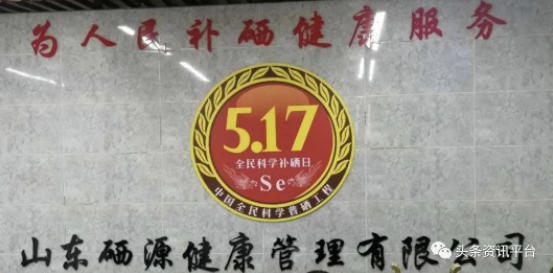 为人民补硒健康服务
5.17
全民科学补硒日
Se
中国全民科学普硒工程
山东硒源健康管理有限公司
头条资讯平台